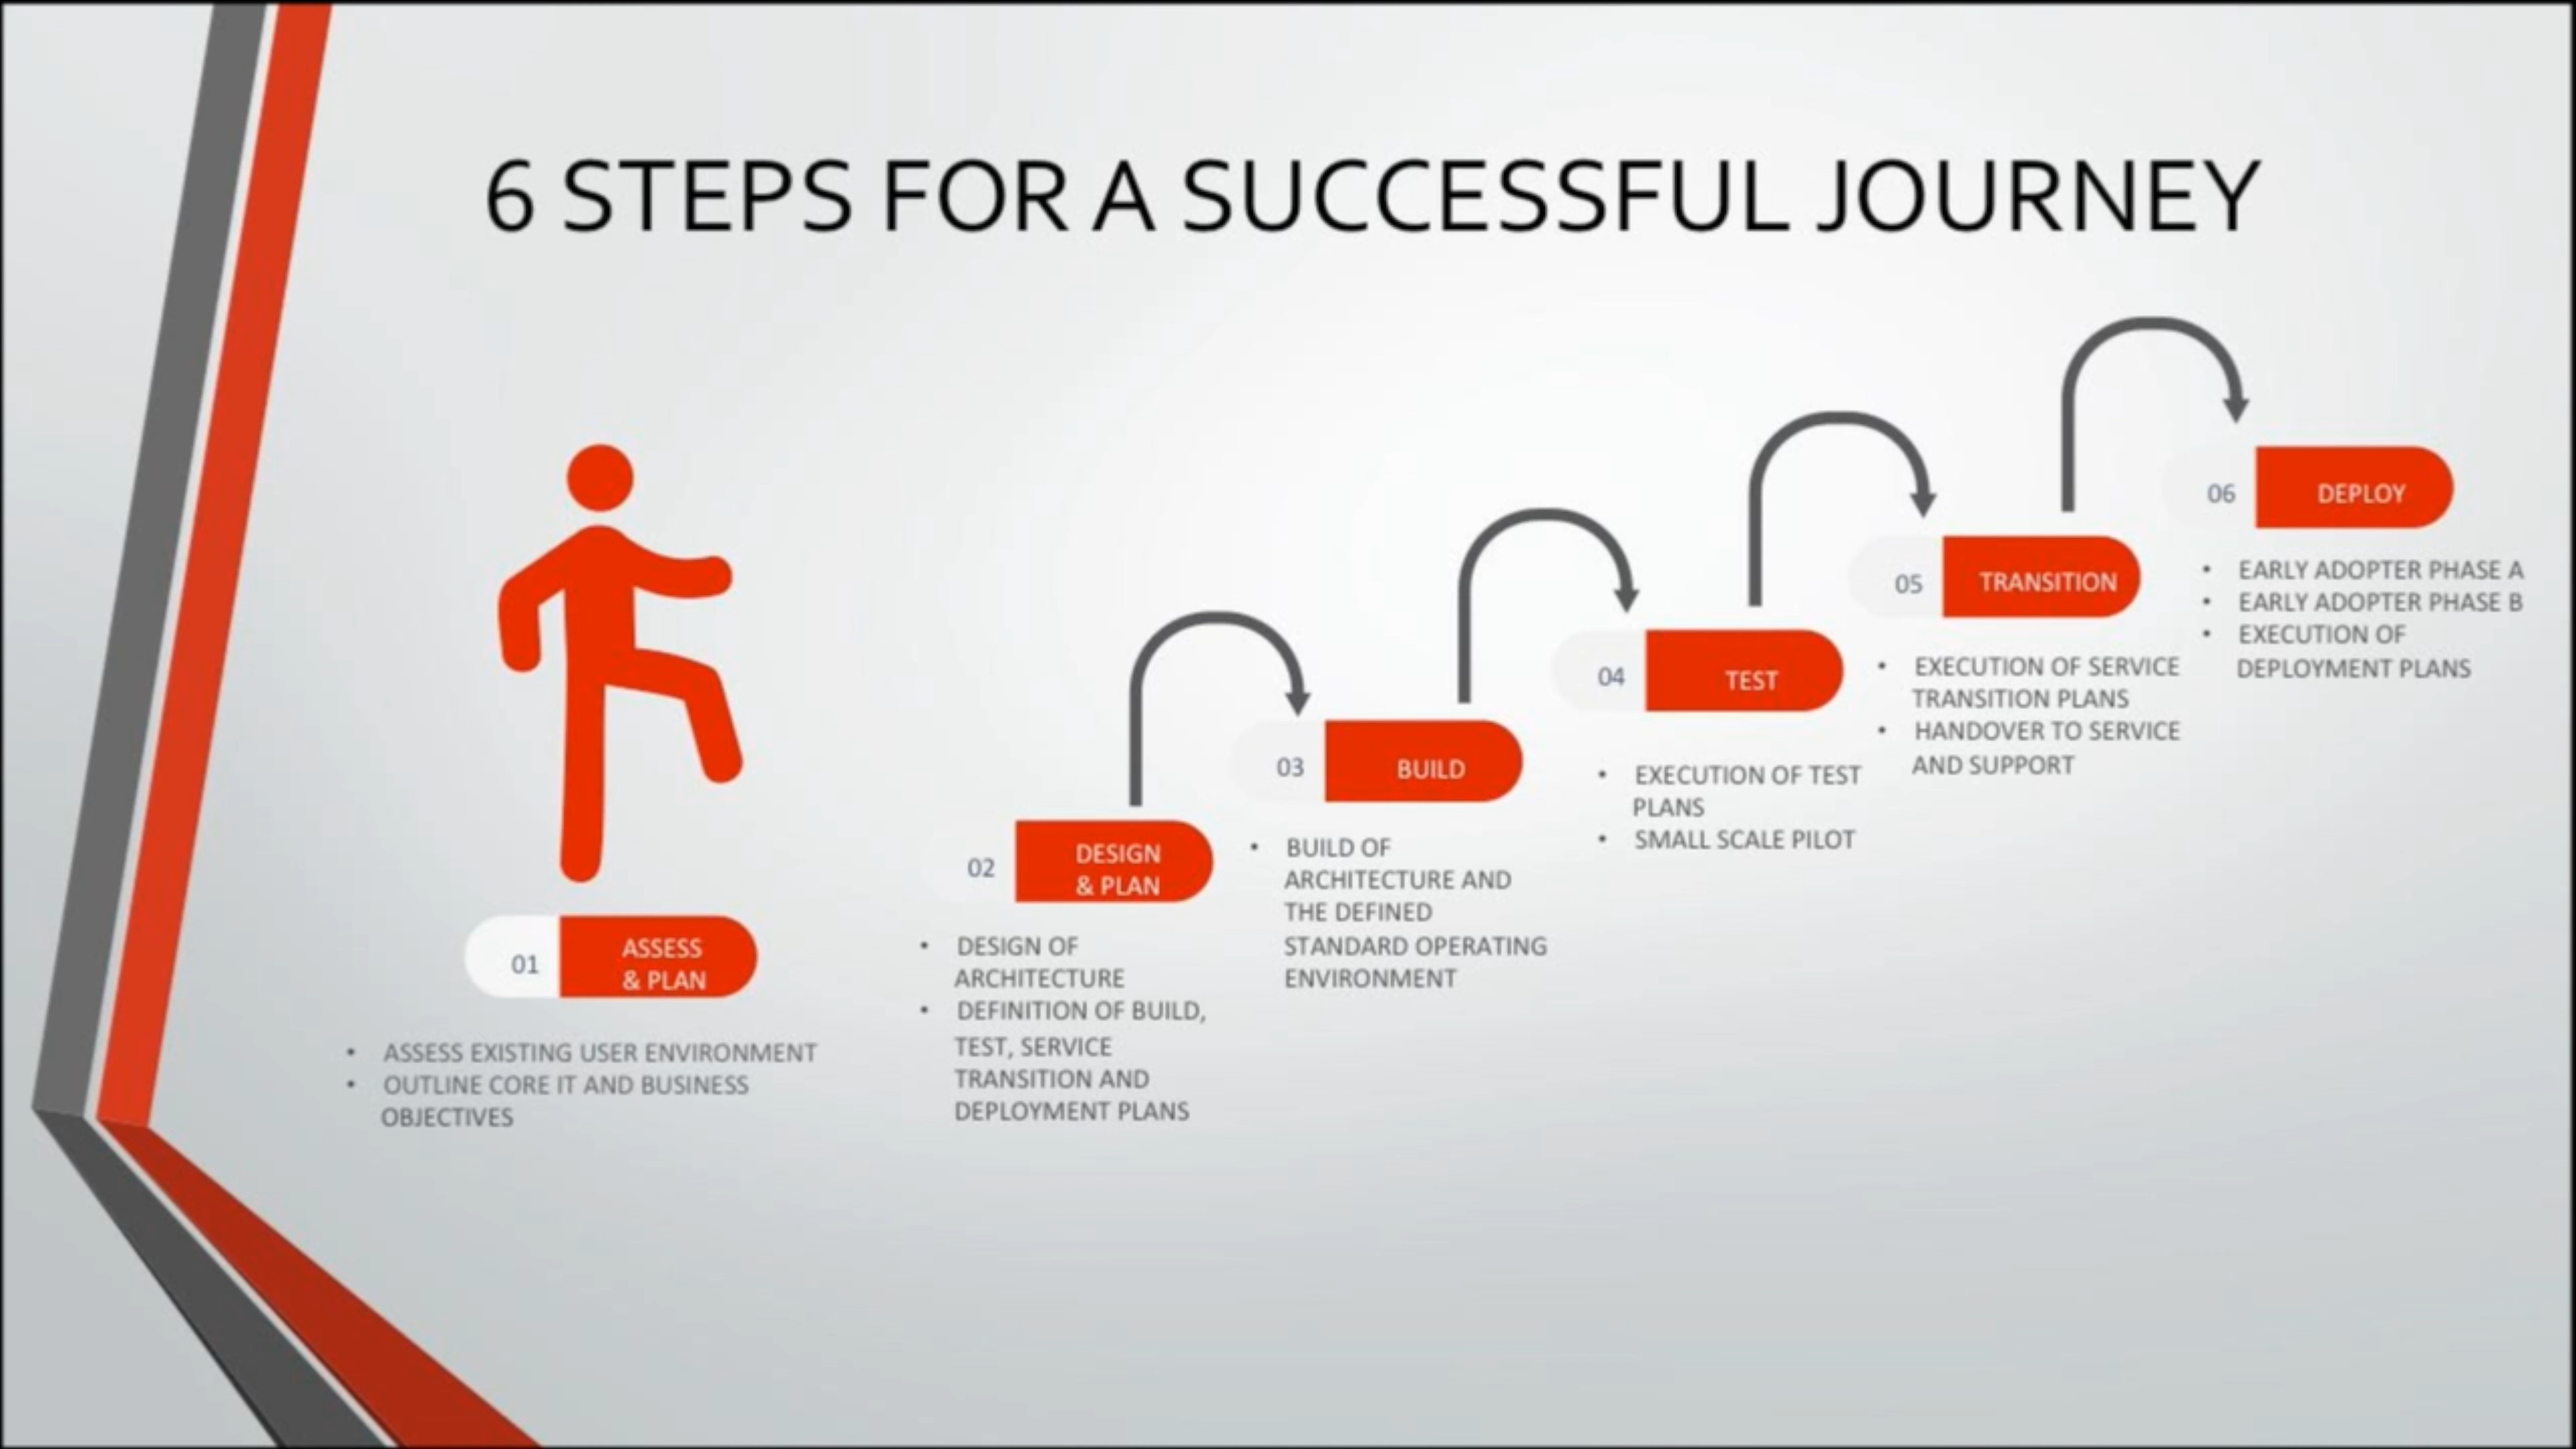 6 STEPS FOR A SUCCESSFUL JOURNEY
01
ASSESS
& PLAN
• ASSESS EXISTING USER ENVIRONMENT
• OUTLINE CORE IT AND BUSINESS
OBJECTIVES
02
DESIGN
& PLAN
• DESIGN OF
ARCHITECTURE
• DEFINITION OF BUILD,
TEST, SERVICE
TRANSITION AND
DEPLOYMENT PLANS
03
BUILD
• BUILD OF
ARCHITECTURE AND
THE DEFINED
STANDARD OPERATING
ENVIRONMENT
04
TEST
• EXECUTION OF TEST
PLANS
• SMALL SCALE PILOT
05
TRANSITION
• EXECUTION OF SERVICE
TRANSITION PLANS
• HANDOVER TO SERVICE
AND SUPPORT
06
DEPLOY
• EARLY ADOPTER PHASE A
• EARLY ADOPTER PHASE B
• EXECUTION OF
DEPLOYMENT PLANS